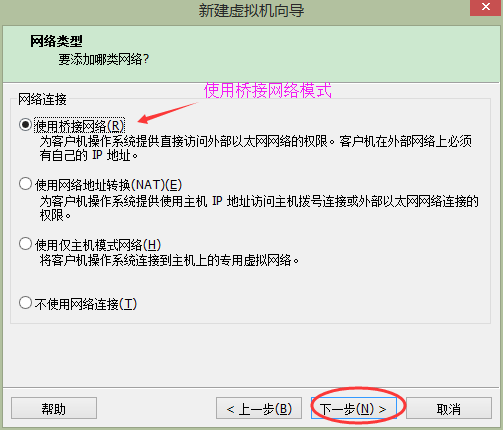 新建虚拟机向导
网络类型
要添加哪类网络?
使用桥接网络模式
网络连接
使用桥接网络(R)
为客户机操作系统提供直接访问外部以太网网络的权限。客户机在外部网络上必须
有自己的 IP 地址。
使用网络地址转换(NAT)(E)
为客户机操作系统提供使用主机 IP 地址访问主机拨号连接或外部以太网网络连接的
权限。
使用仅主机模式网络(H)
将客户机操作系统连接到主机上的专用虚拟网络。
不使用网络连接(T)
帮助
< 上一步(B)
下一步(N) >
取消